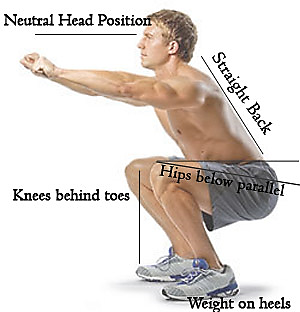 Neutral Head Position
Straight Back
Hips below parallel
Knees behind toes
Weight on heels